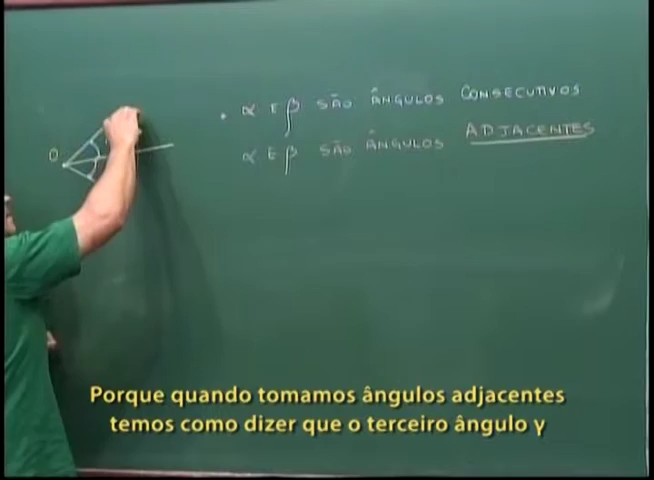 α E β SÃO ÂNGULOS CONSECUTIVOS
α E β SÃO ÂNGULOS ADJACENTES
O
Porque quando tomamos ângulos adjacentes
temos como dizer que o terceiro ângulo γ